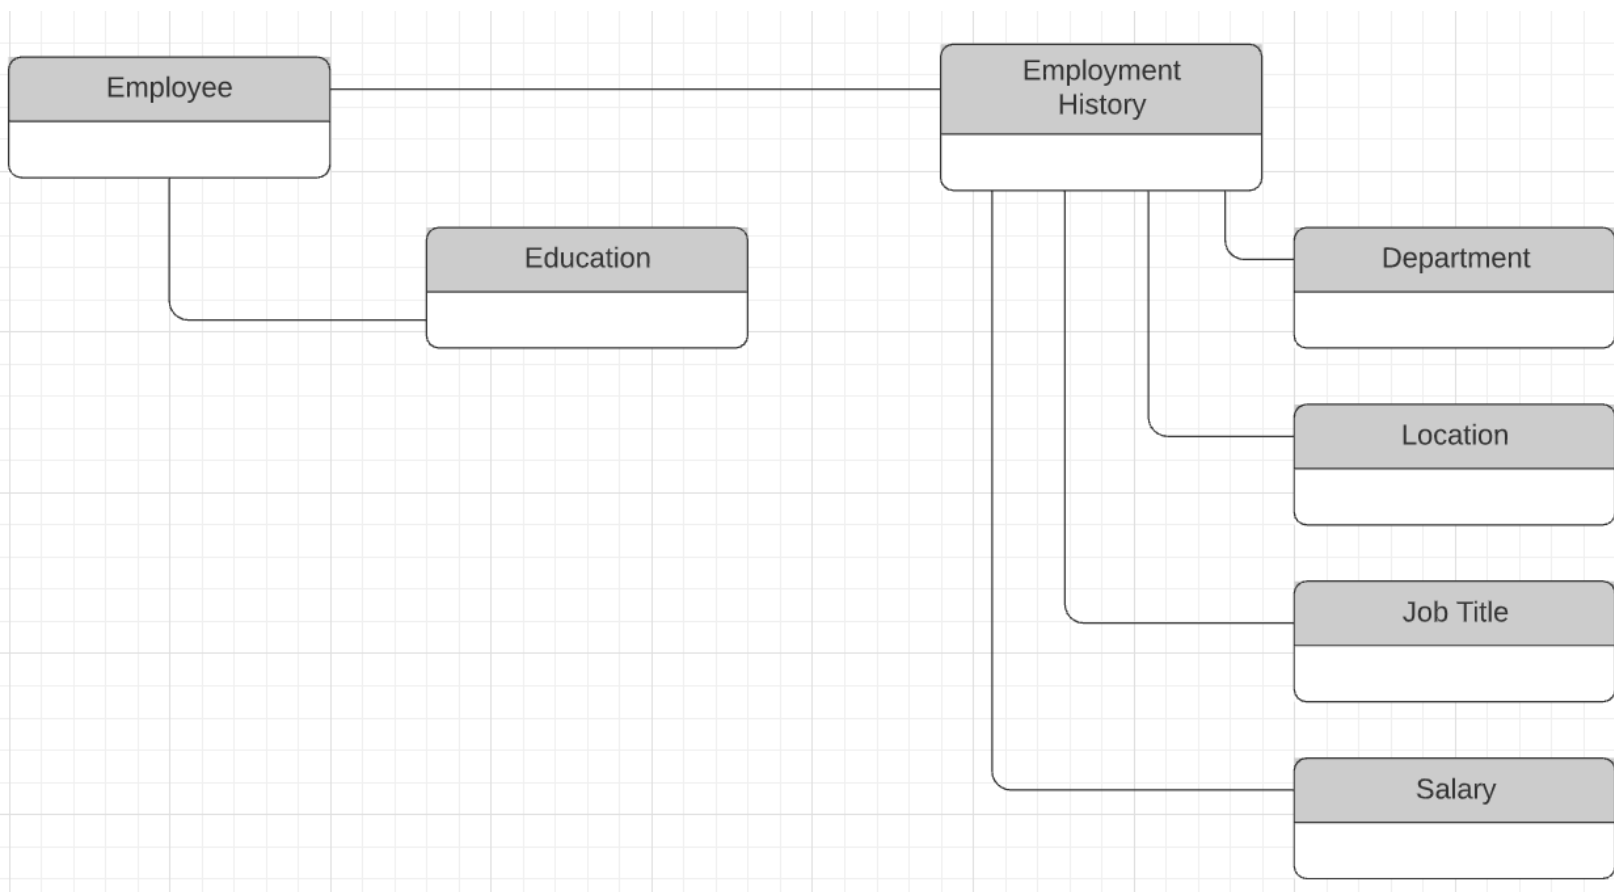 Employee
Employment
History
Education
Department
Location
Job Title
Salary